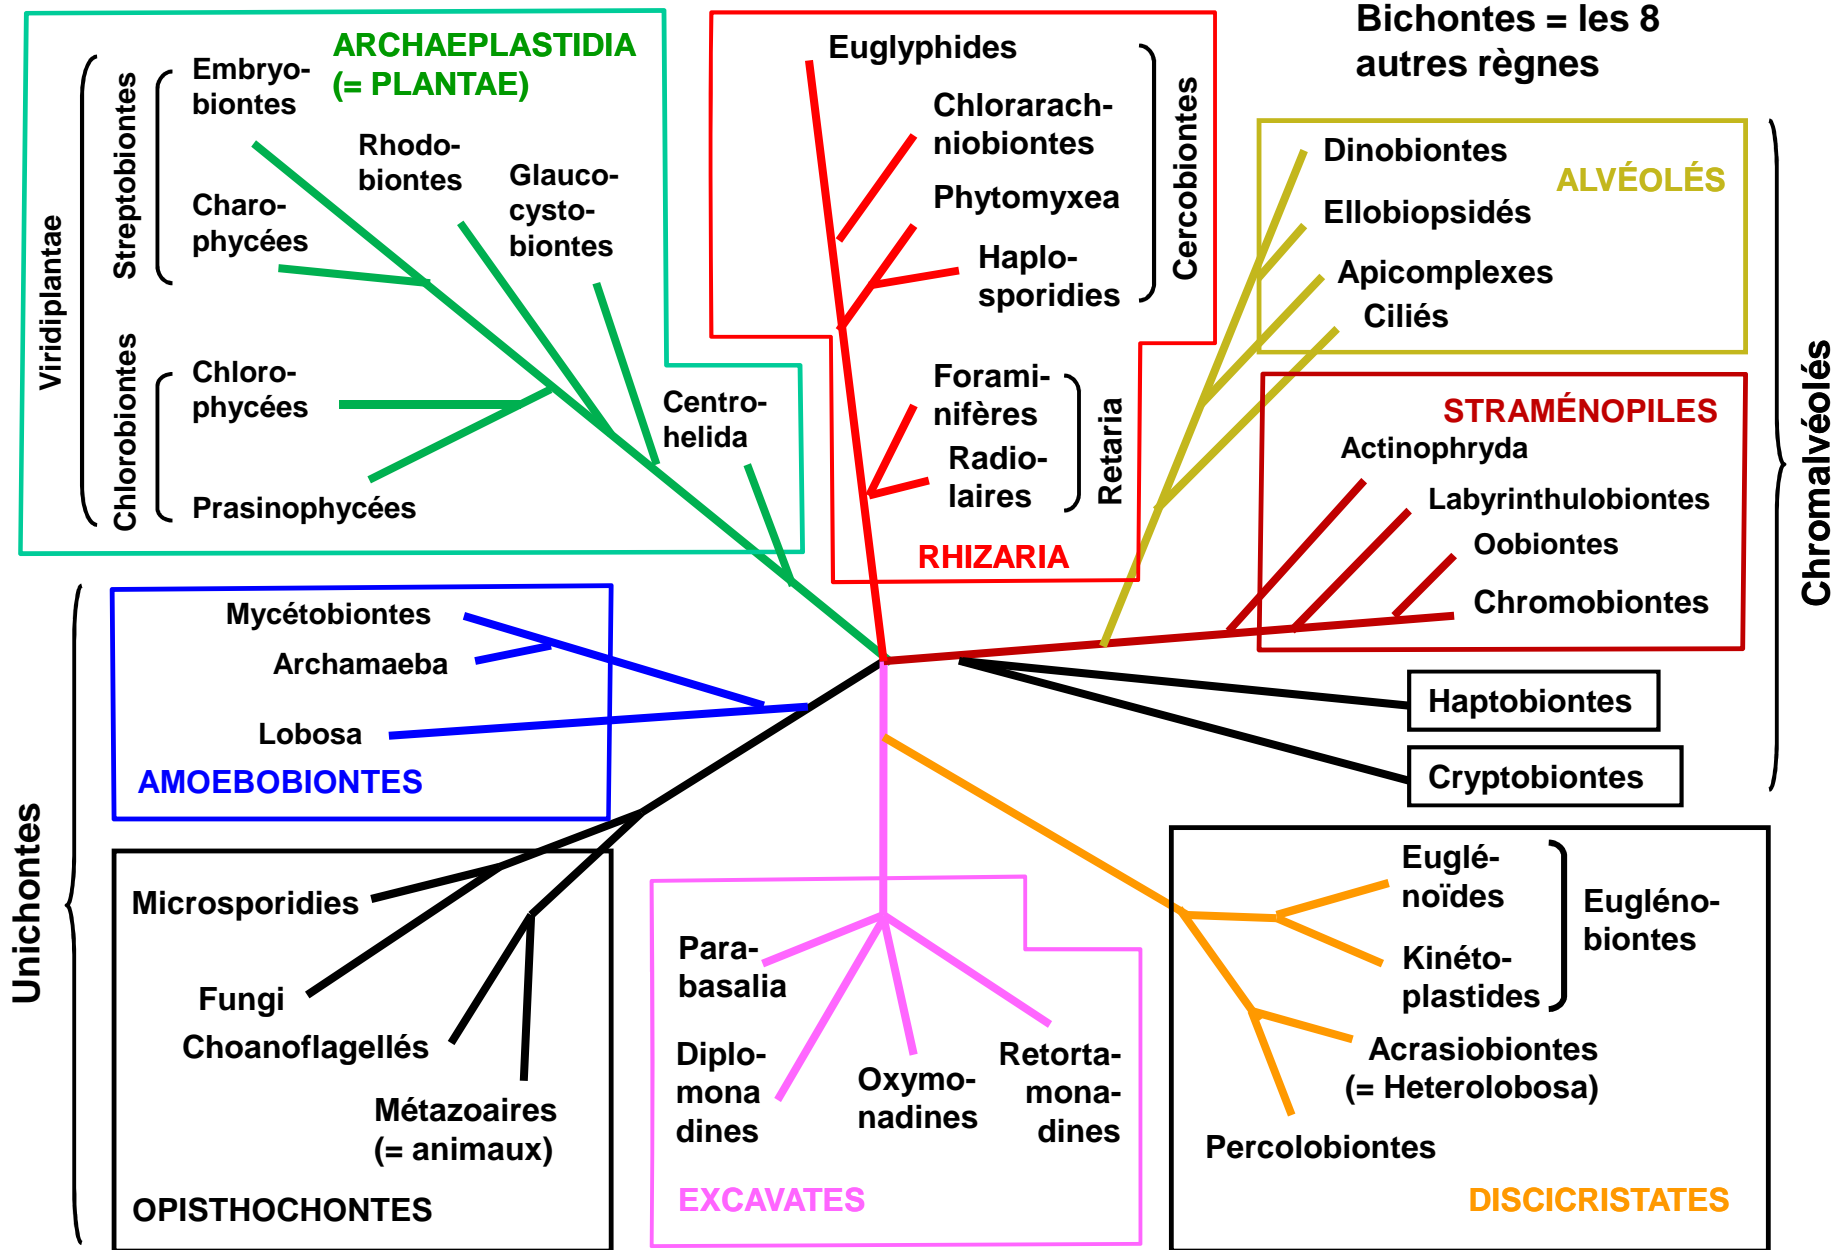 Bichontes = les 8
autres règnes
ARCHAEPLASTIDIA
(= PLANTAE)
Viridiplantae
Streptobiontes
Embryo-
biontes
Charo-
phycées
Rhodo-
biontes
Glauco-
cysto-
biontes
Chlorobiontes
Chloro-
phycées
Prasinophycées
Centro-
helida
Euglyphides
Chlorarach-
niobiontes
Phytomyxea
Haplo-
sporidies
Cercobiontes
Forami-
nifères
Radio-
laires
Retaria
RHIZARIA
Dinobiontes
ALVÉOLÉS
Ellobiopsidés
Apicomplexes
Ciliés
STRAMÉNOPILES
Actinophryda
Labyrinthulobiontes
Oobiontes
Chromobiontes
Haptobiontes
Cryptobiontes
Chromalvéolés
Unichontes
Mycétobiontes
Archamaeba
Lobosa
AMOEBOBIONTES
Microsporidies
Fungi
Choanoflagellés
Métazoaires
(= animaux)
OPISTHOCHONTES
Para-
basalia
Diplo-
mona
dines
Oxymo-
nadines
Retorta-
mona-
dines
EXCAVATES
Euglé-
noïdes
Kinéto-
plastides
Eugléno-
biontes
Acrasiobiontes
(= Heterolobosa)
Percolobiontes
DISCICRISTATES